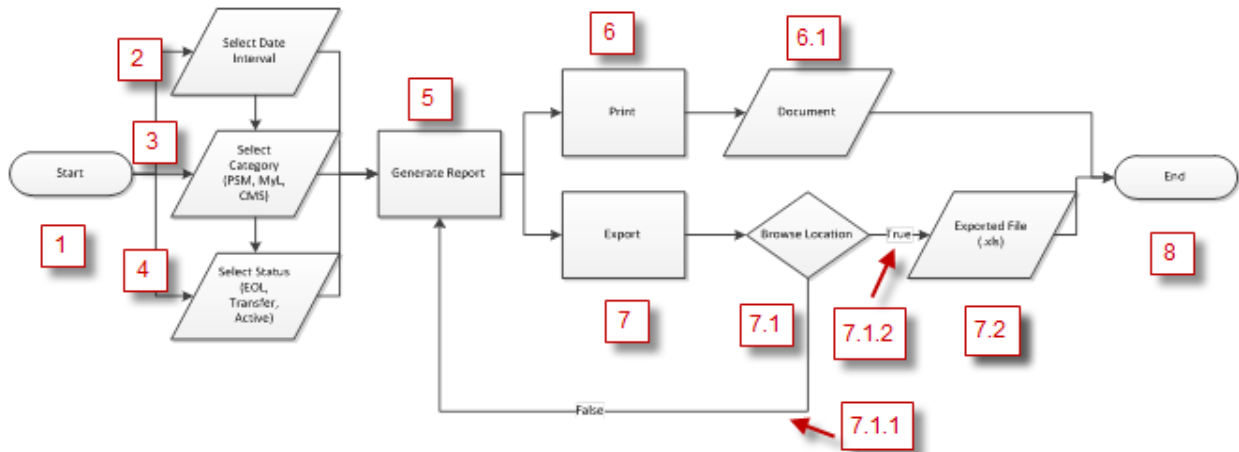 2
Select Date
Interval
6
6.1
5
Print
Document
3
Start
Select
Category
(PSM, MyL,
CMS)
Generate Report
End
1
4
Select Status
(EOL,
Transfer,
Active)
Export
Browse Location
True
Exported File
(.xls)
8
7
7.1
7.1.2
7.2
False
7.1.1